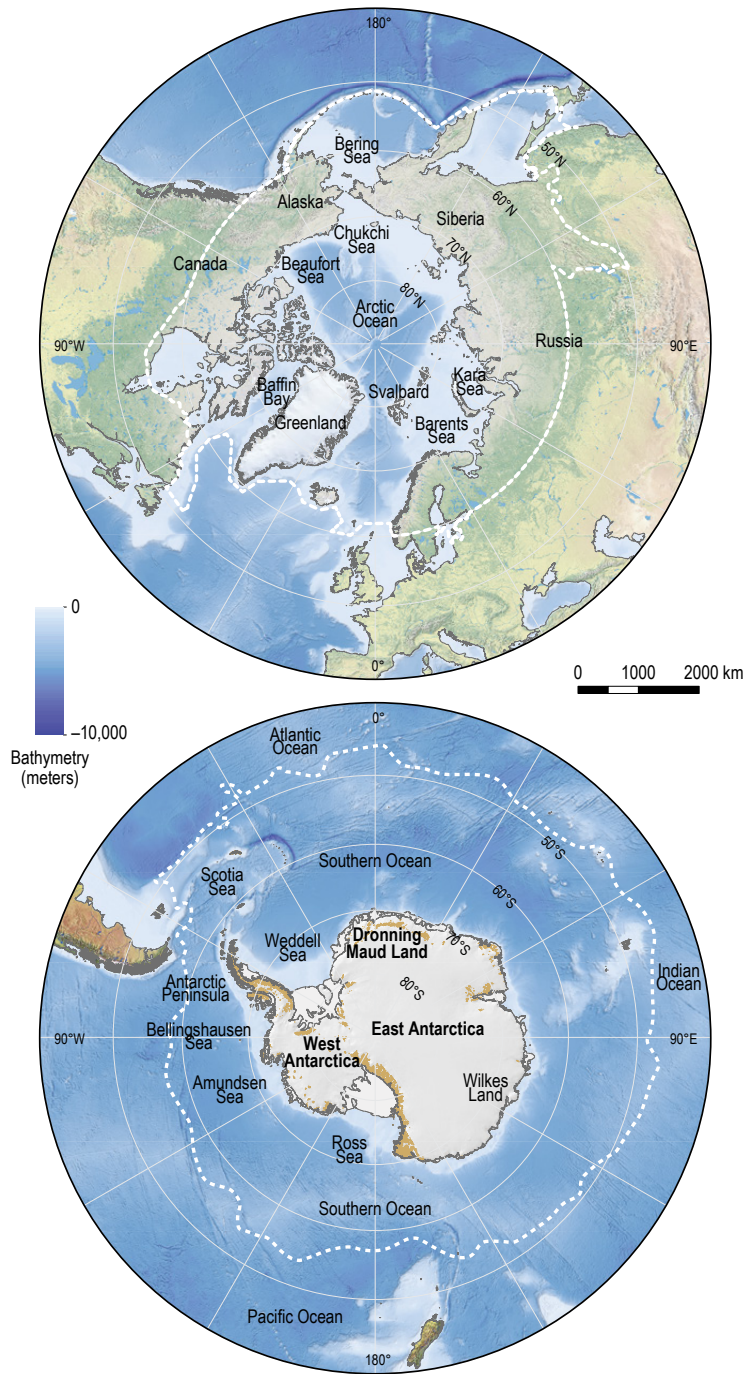 180°
Bering
Sea
50°N
Alaska
60°N
Siberia
Chukchi
Sea
70°N
Canada
Beaufort
Sea
80°N
Arctic
Ocean
90°W
Russia
90°E
Baffin
Bay
Svalbard
Kara
Sea
Greenland
Barents
Sea
0°
0
–10,000
Bathymetry
(meters)
0
1000
2000 km
0°
Atlantic
Ocean
50°S
Southern Ocean
Scotia
Sea
60°S
Weddell
Sea
Dronning
Maud Land
70°S
Indian
Ocean
Antarctic
Peninsula
80°S
90°W
Bellingshausen
Sea
West
Antarctica
East Antarctica
90°E
Amundsen
Sea
Wilkes
Land
Ross
Sea
Southern Ocean
Pacific Ocean
180°